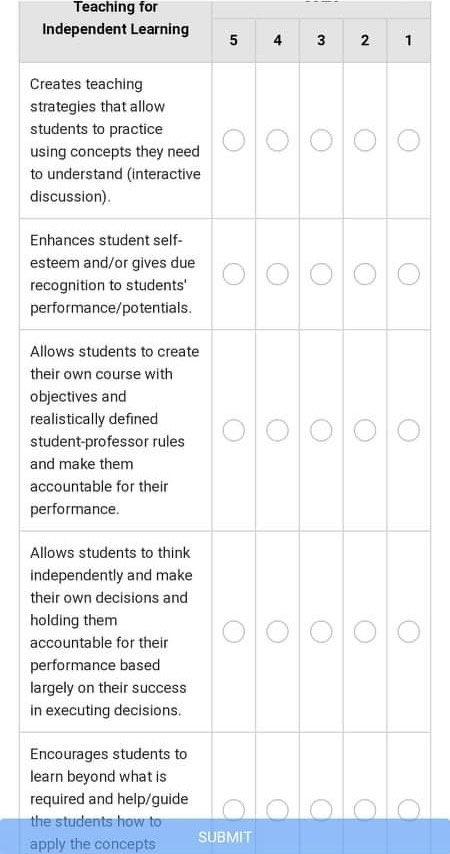 Teaching for
Independent Learning
5 4 3 2 1
Creates teaching
strategies that allow
students to practice
using concepts they need
to understand (interactive
discussion).
Enhances student self-
esteem and/or gives due
recognition to students'
performance/potentials.
Allows students to create
their own course with
objectives and
realistically defined
student-professor rules
and make them
accountable for their
performance.
Allows students to think
independently and make
their own decisions and
holding them
accountable for their
performance based
largely on their success
in executing decisions.
Encourages students to
learn beyond what is
required and help/guide
the students how to
apply the concepts
SUBMIT